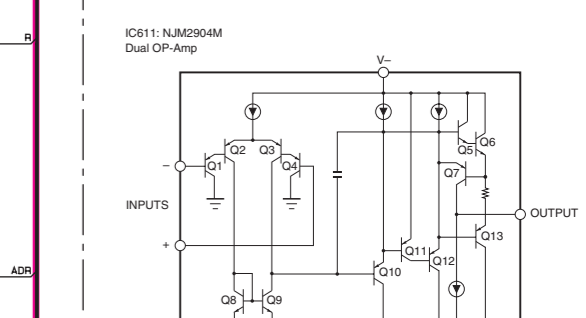 IC611: NJM2904M
Dual OP-Amp
R
V–
Q2
Q3
Q5
Q6
–
Q1
Q4
Q7
INPUTS
OUTPUT
Q13
+
Q11
Q12
ADR
Q10
Q8
Q9